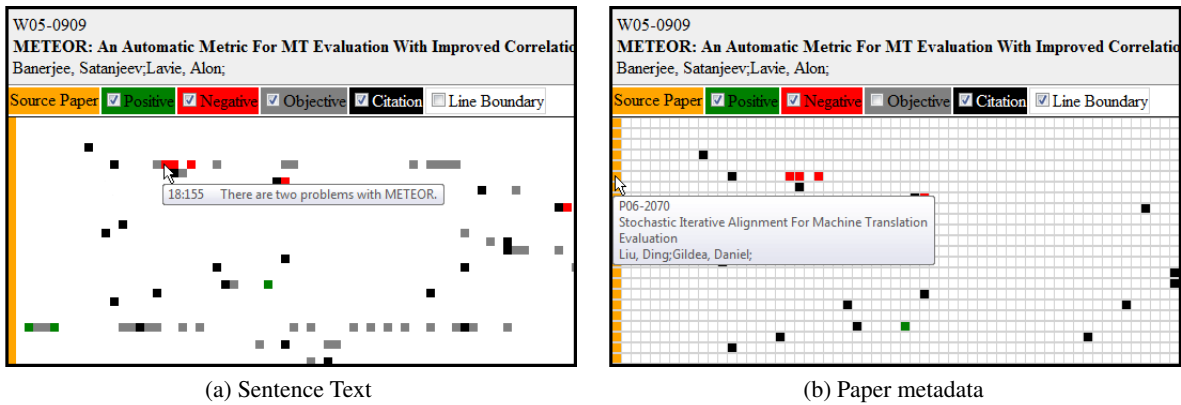 W05-0909
METEOR: An Automatic Metric For MT Evaluation With Improved Correlatio
Banerjee, Satanjeev;Lavie, Alon;
Source Paper Positive Negative Objective Citation Line Boundary
18:155 There are two problems with METEOR.
(a) Sentence Text
W05-0909
METEOR: An Automatic Metric For MT Evaluation With Improved Correlatio
Banerjee, Satanjeev;Lavie, Alon;
Source Paper Positive Negative Objective Citation Line Boundary
P06-2070
Stochastic Iterative Alignment For Machine Translation
Evaluation
Liu, Ding;Gildea, Daniel;
(b) Paper metadata